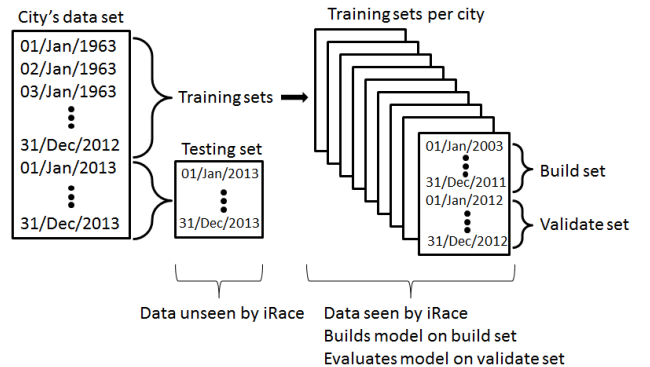 City's data set
01/Jan/1963
02/Jan/1963
03/Jan/1963
31/Dec/2012
01/Jan/2013
31/Dec/2013
Training sets
Testing set
01/Jan/2013
31/Dec/2013
Training sets per city
01/Jan/2003
31/Dec/2011
01/Jan/2012
31/Dec/2012
Build set
Validate set
Data unseen by iRace
Data seen by iRace
Builds model on build set
Evaluates model on validate set